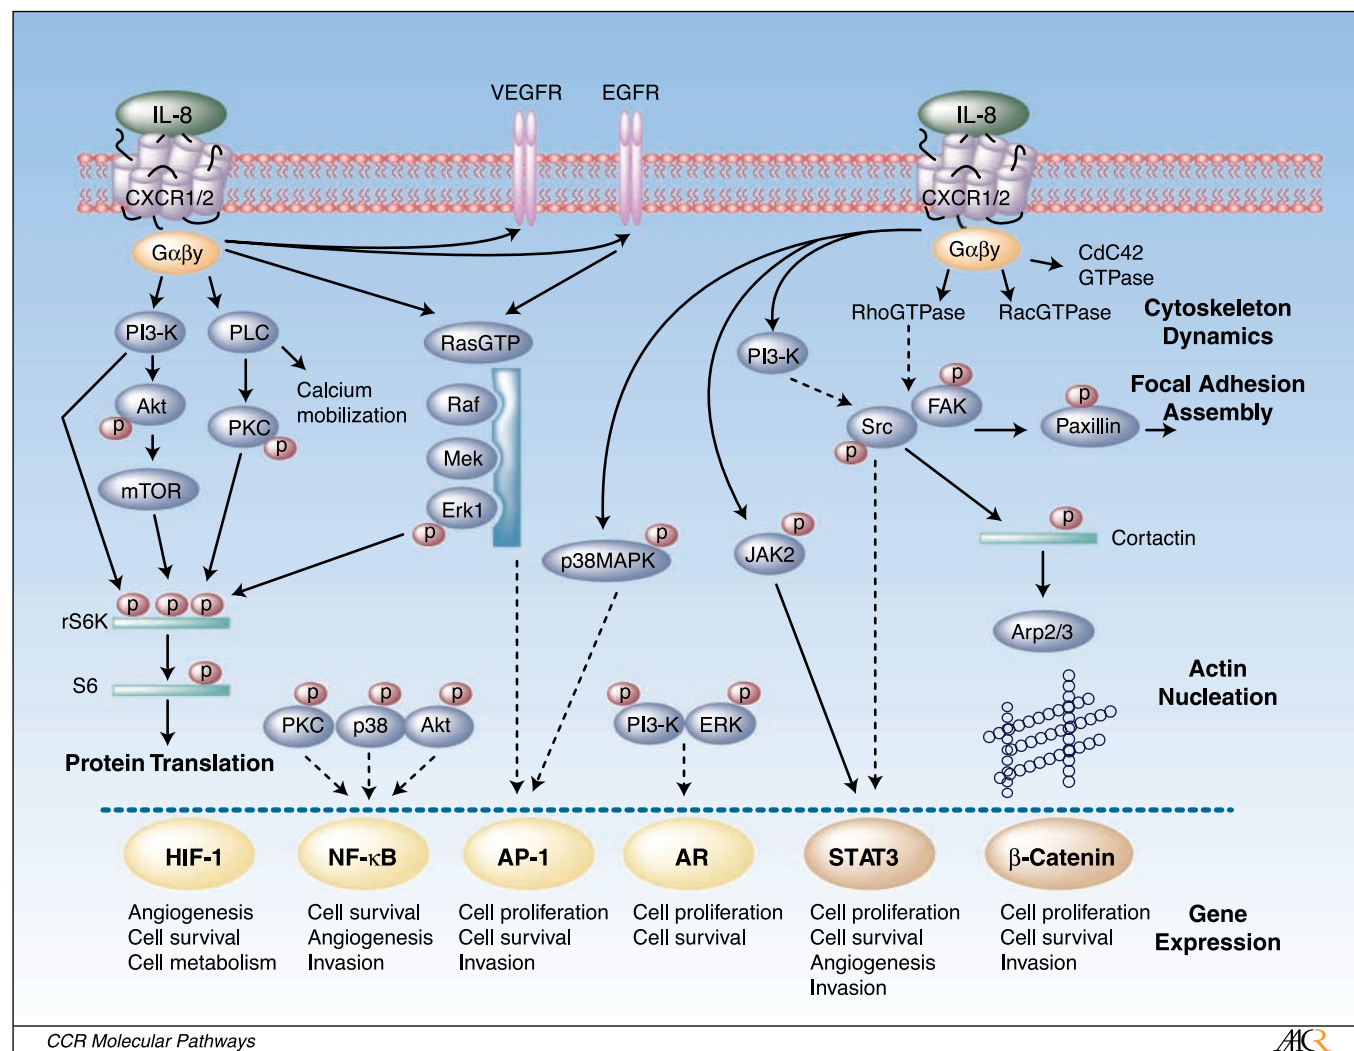 VEGFR
EGFR
IL-8
IL-8
CXCR1/2
CXCR1/2
Gαβy
Gαβy
CdC42
GTPase
RhoGTPase
RacGTPase
Cytoskeleton
Dynamics
PI3-K
PLC
RasGTP
PI3-K
Calcium
mobilization
Akt
p
PKC
p
Raf
Mek
Erk1
p
mTOR
p
FAK
Src
p
p
Paxillin
Focal Adhesion
Assembly
p38MAPK
p
JAK2
p
p
Cortactin
rS6K
p p p
Arp2/3
S6
p
Protein Translation
p p p
PKC p38 Akt
p p
PI3-K ERK
Actin
Nucleation
HIF-1
NF-κB
AP-1
AR
STAT3
β-Catenin
Angiogenesis
Cell survival
Cell metabolism
Cell survival
Angiogenesis
Invasion
Cell proliferation
Cell survival
Invasion
Cell proliferation
Cell survival
Cell proliferation
Cell survival
Angiogenesis
Invasion
Cell proliferation
Cell survival
Invasion
Gene
Expression
CCR Molecular Pathways
AACR